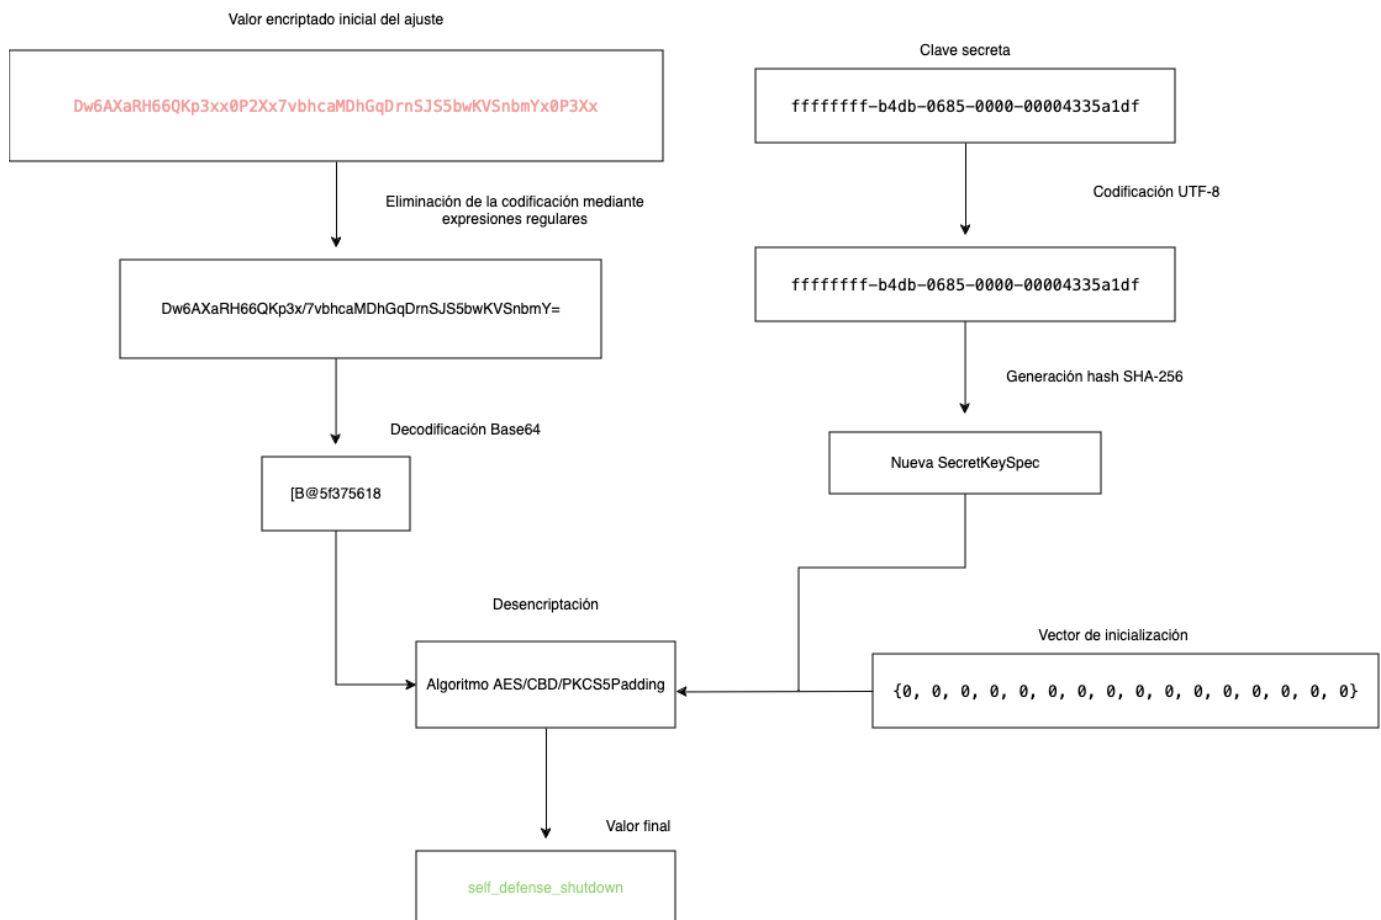 Valor encriptado inicial del ajuste
Dw6AXaRH66QKp3xx0P2Xx7vbhcaMDhGqDrnSJS5bwKVSnbmYx0P3Xx
Eliminación de la codificación mediante
expresiones regulares
Dw6AXaRH66QKp3x/7vbhcaMDhGqDrnSJS5bwKVSnbmY=
Decodificación Base64
[B@5f375618
Clave secreta
ffffffff-b4db-0685-0000-00004335a1df
Codificación UTF-8
ffffffff-b4db-0685-0000-00004335a1df
Generación hash SHA-256
Nueva SecretKeySpec
Vector de inicialización
{0, 0, 0, 0, 0, 0, 0, 0, 0, 0, 0, 0, 0, 0, 0, 0}
Desencriptación
Algoritmo AES/CBD/PKCS5Padding
Valor final
self_defense_shutdown